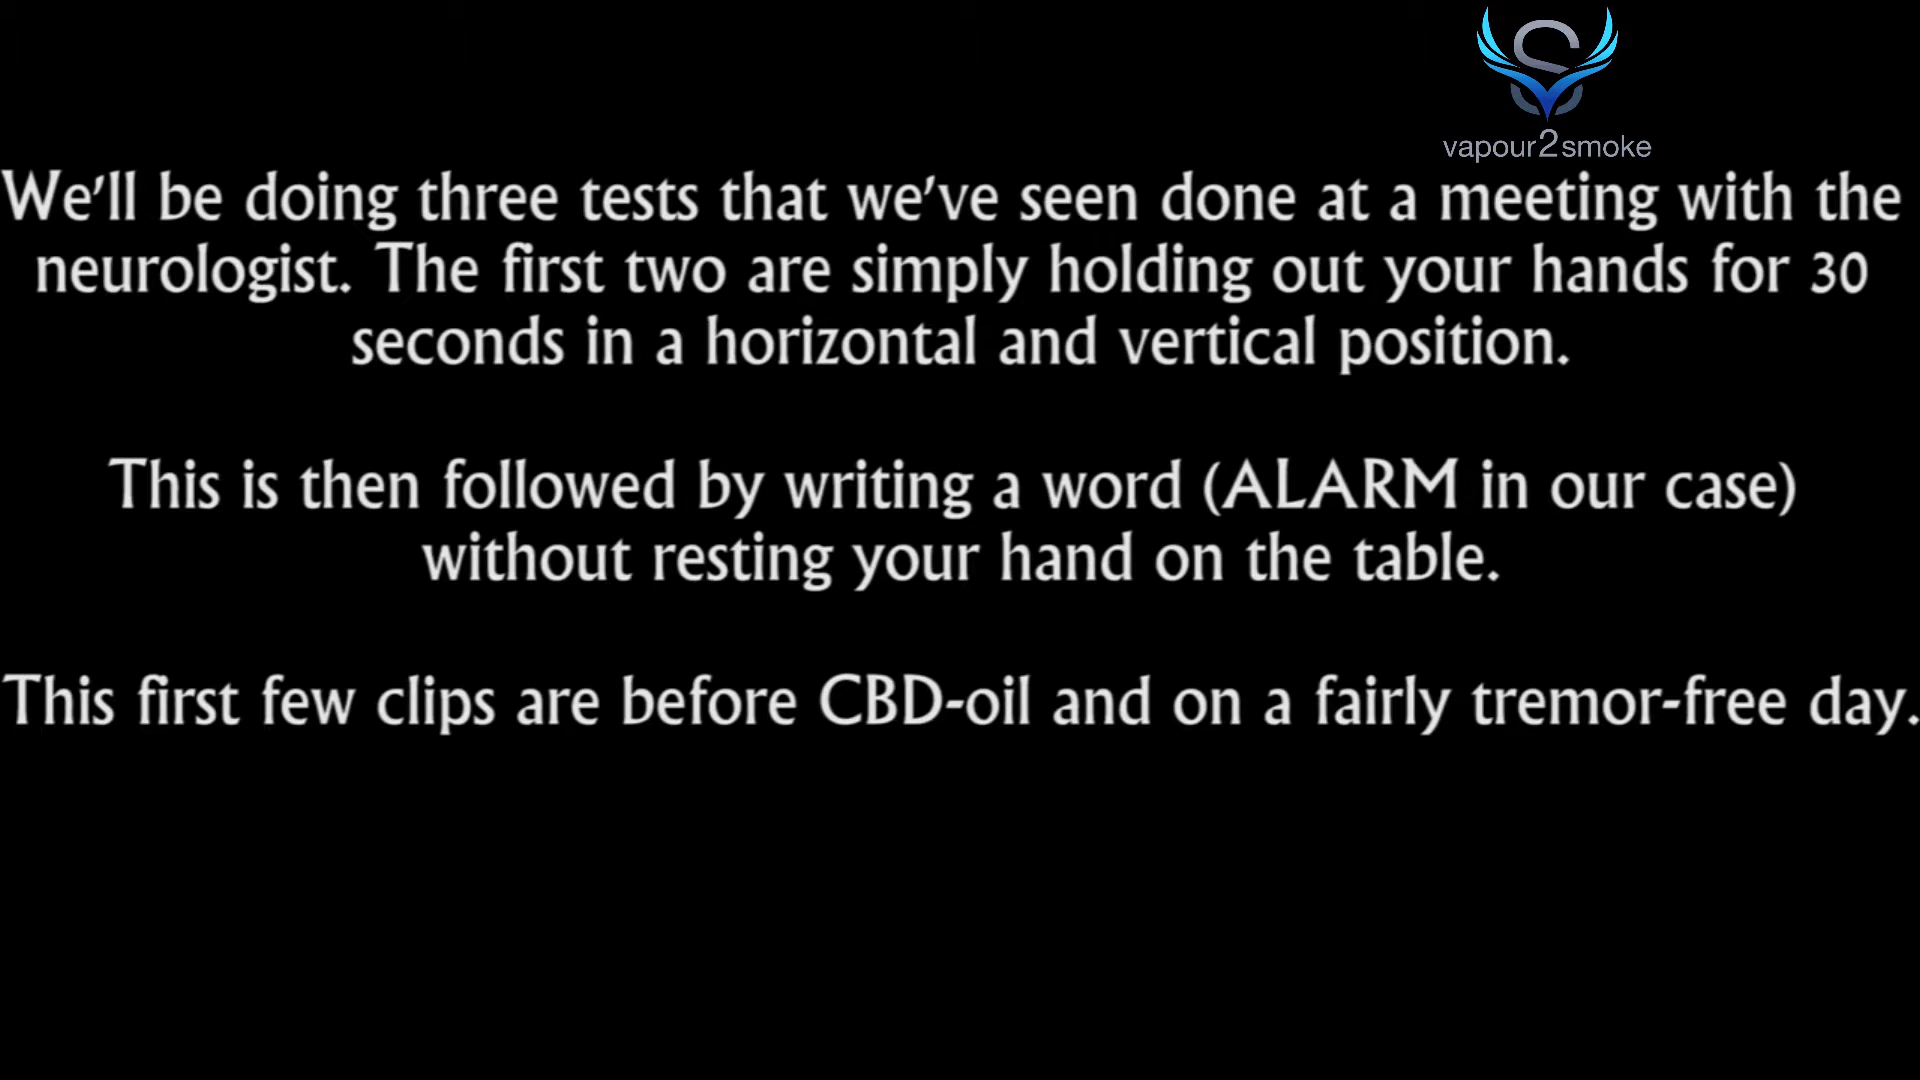 vapour2smoke
We'll be doing three tests that we've seen done at a meeting with the
neurologist. The first two are simply holding out your hands for 30
seconds in a horizontal and vertical position.
This is then followed by writing a word (ALARM in our case)
without resting your hand on the table.
This first few clips are before CBD-oil and on a fairly tremor-free day.